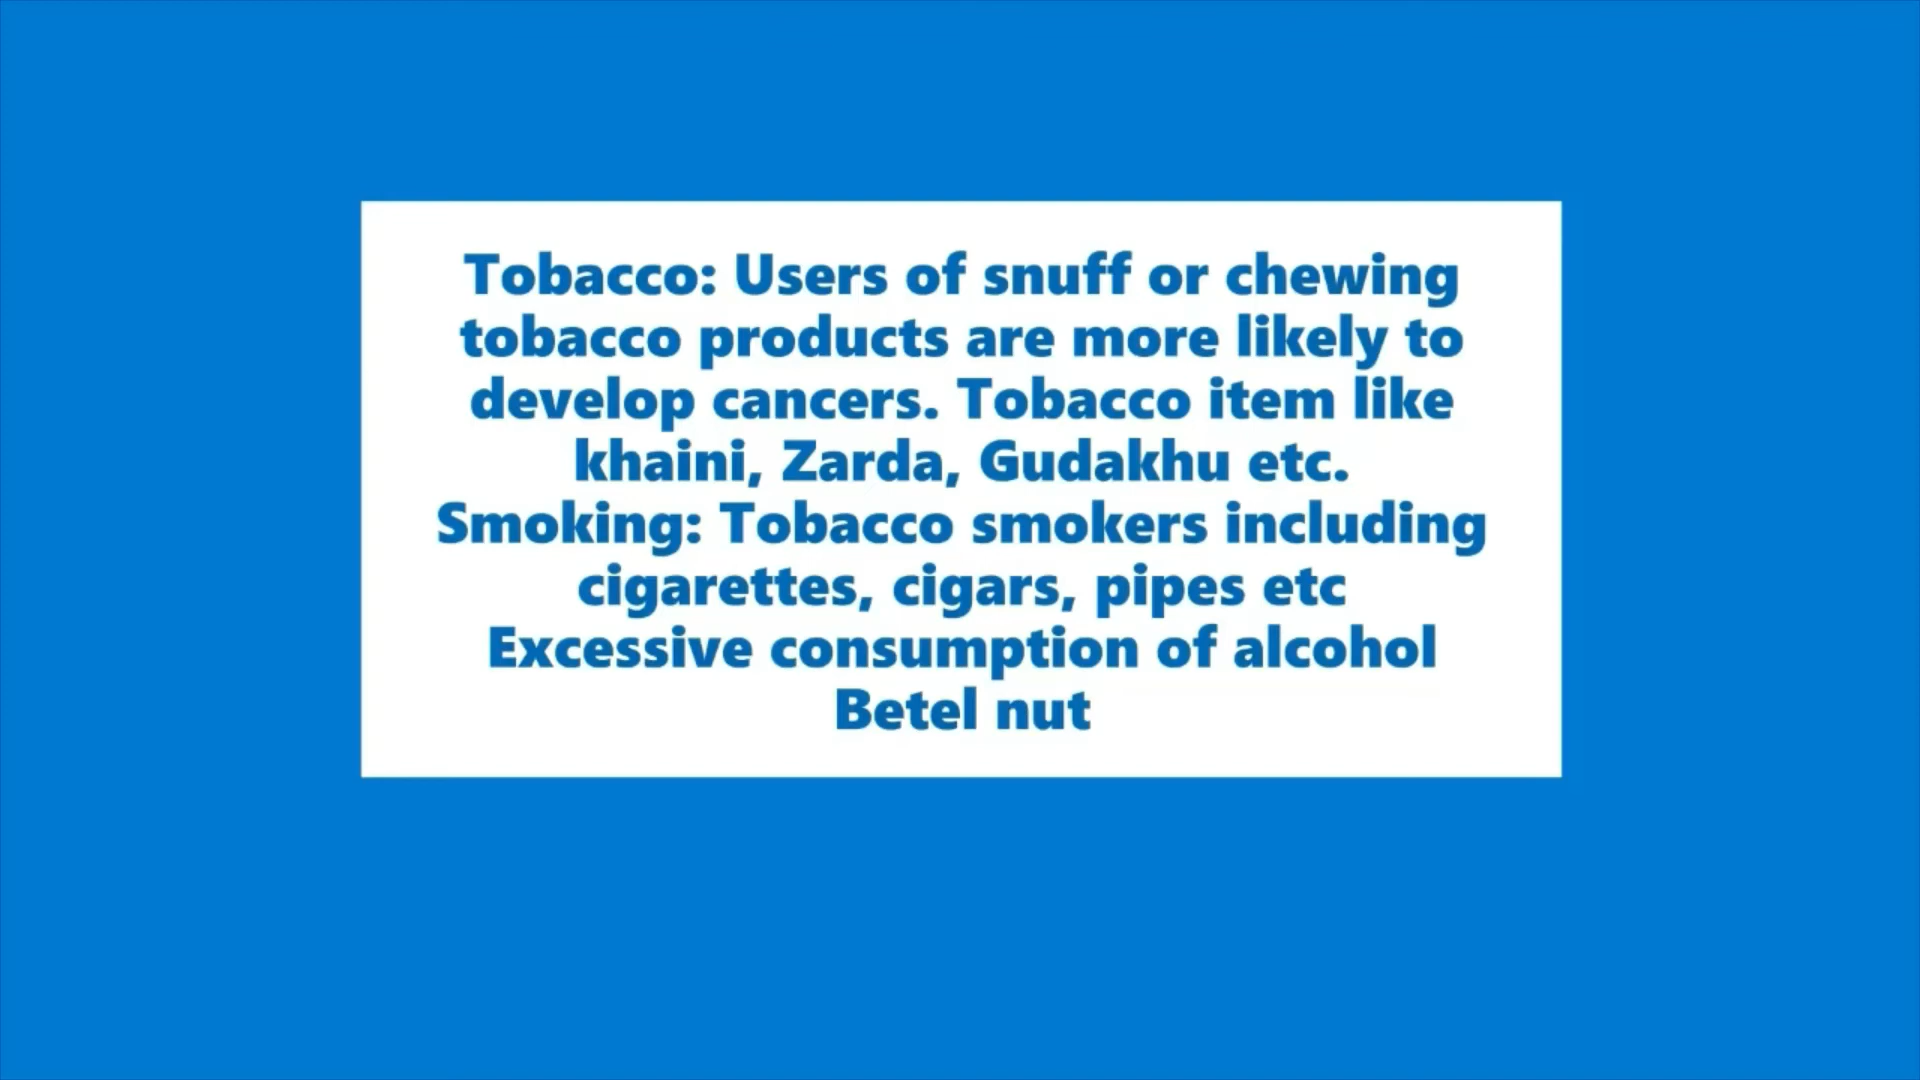 Tobacco: Users of snuff or chewing
tobacco products are more likely to
develop cancers. Tobacco item like
khaini, Zarda, Gudakhu etc.
Smoking: Tobacco smokers including
cigarettes, cigars, pipes etc
Excessive consumption of alcohol
Betel nut